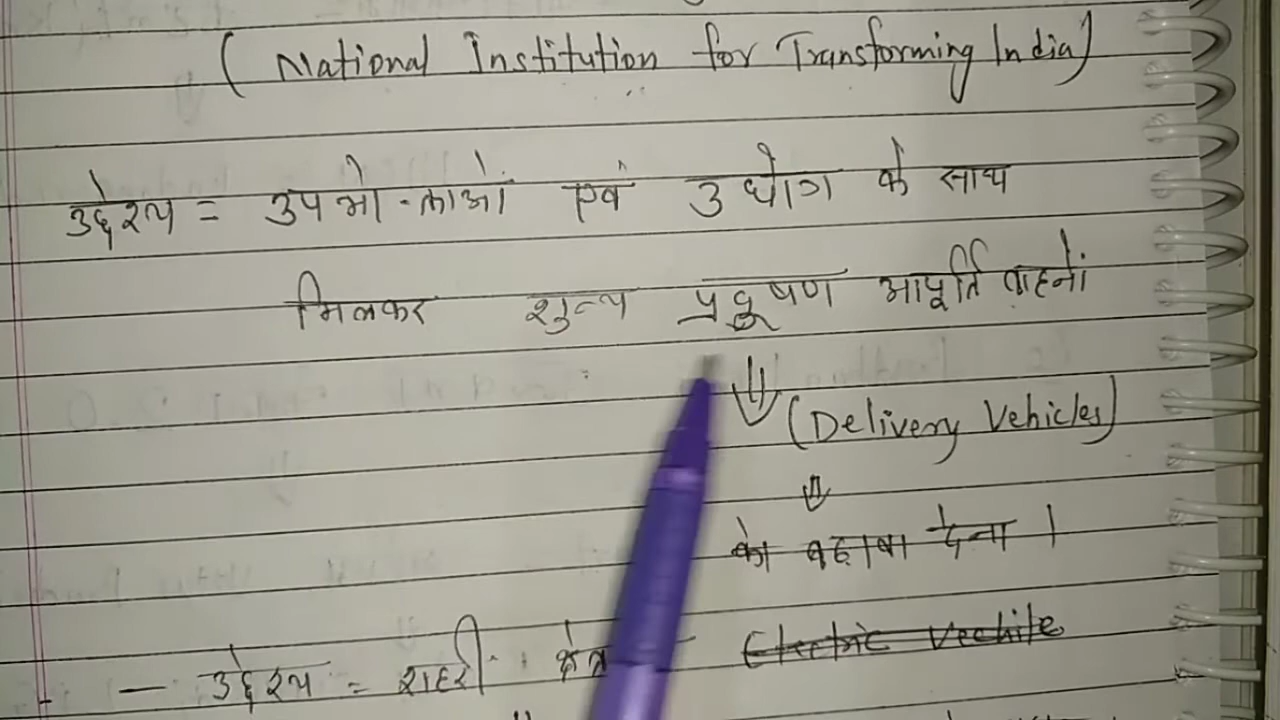 ( National Institution for Transforming India)
उद्देश्य = उपभोक्ताओं एवं उद्योग के साथ
मिलकर शुन्य प्रदूषण आपूर्ति वाहनों
(Delivery Vehicles)
को बढ़ावा देना ।
— उद्देश्य = शहरी क्षेत्र Electric Vechile